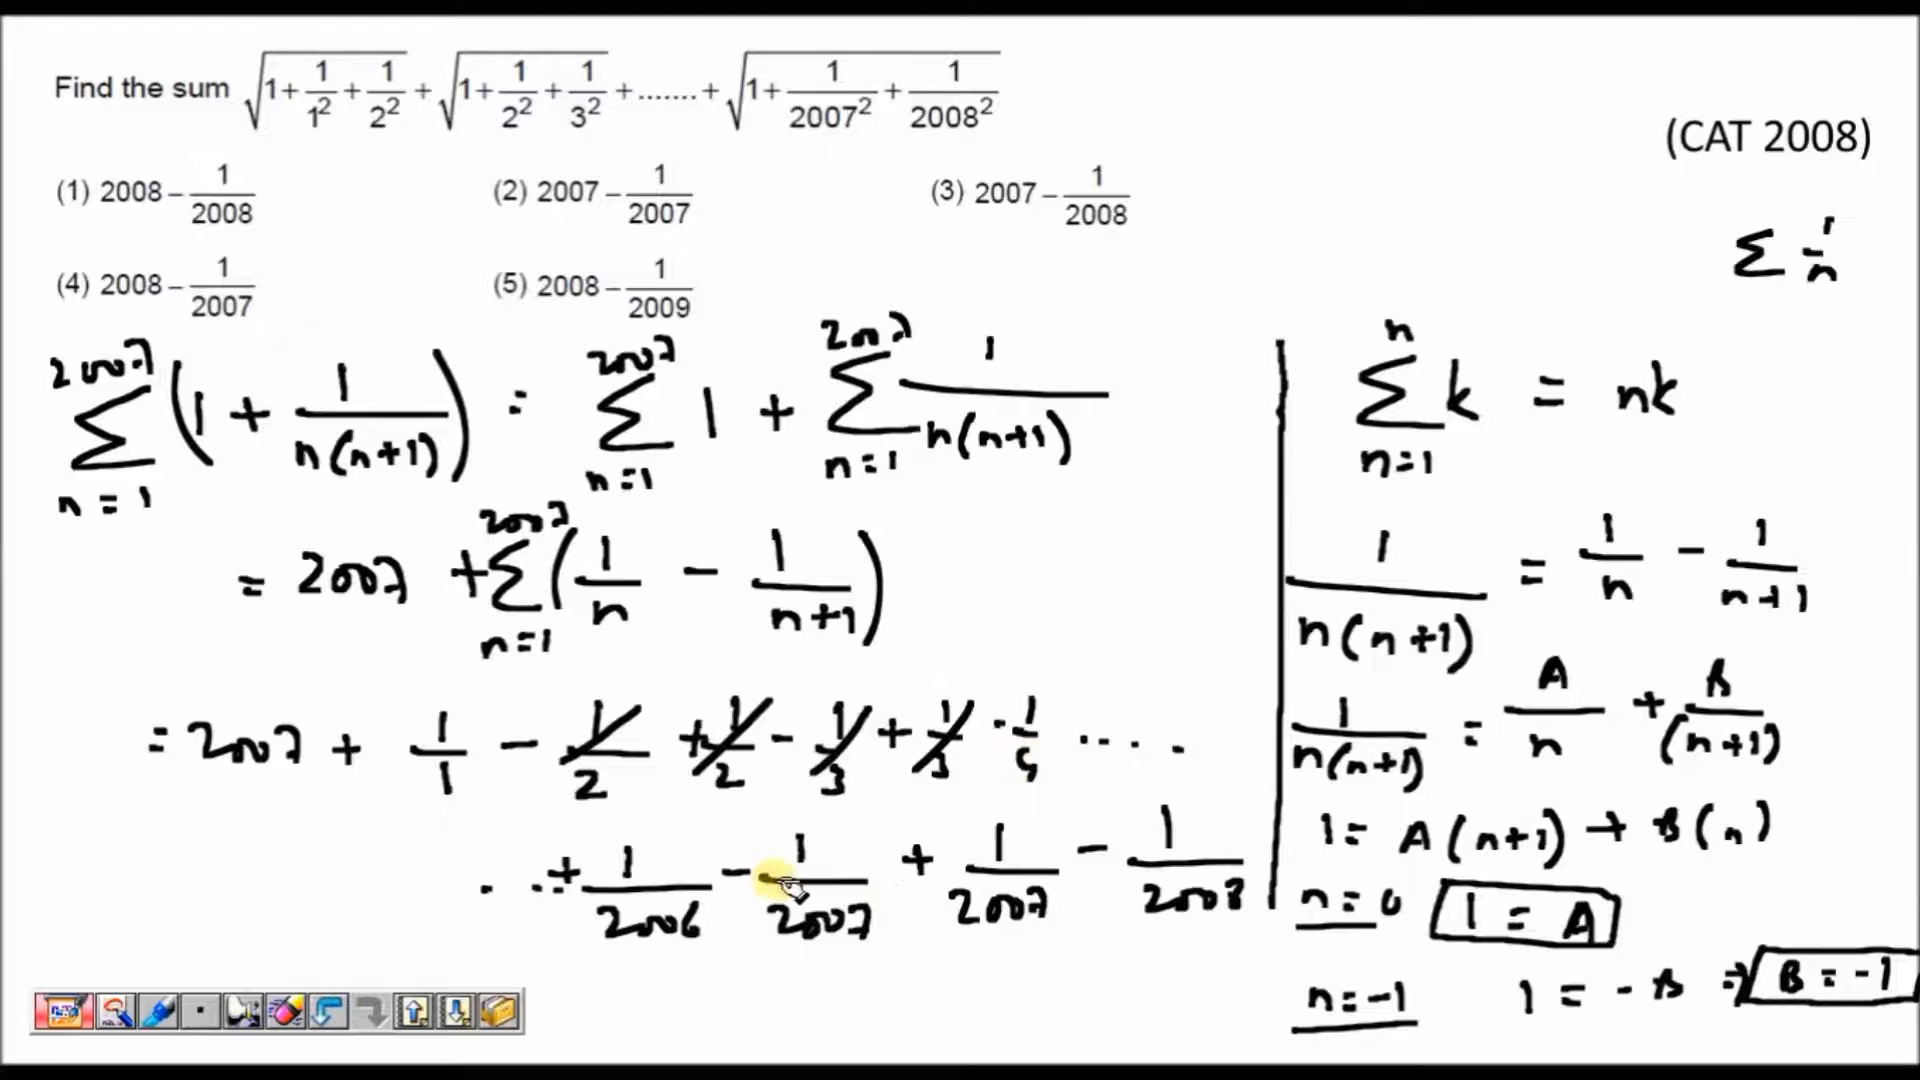 Find the sum √(1+1/1²+1/2²) + √(1+1/2²+1/3²) + ....... + √(1+1/2007²+1/2008²)
(CAT 2008)
(1) 2008 – 1/2008 (2) 2007 – 1/2007 (3) 2007 – 1/2008
(4) 2008 – 1/2007 (5) 2008 – 1/2009
Σ 1/n
2007 Σ n=1 (1 + 1/n(n+1)) = 2007 Σ n=1 1 + 2007 Σ n=1 1/n(n+1)
= 2007 + 2007 Σ n=1 (1/n - 1/n+1)
= 2007 + 1/1 - 1/2 + 1/2 - 1/3 + 1/3 - 1/4 ....
. .. + 1/2006 - 1/2007 + 1/2007 - 1/2008
n Σ n=1 k = nk
1/n(n+1) = 1/n - 1/n+1
1/n(n+1) = A/n + B/(n+1)
1 = A(n+1) + B(n)
n = 0 1 = A
n = -1 1 = - B ⇒ B = -1